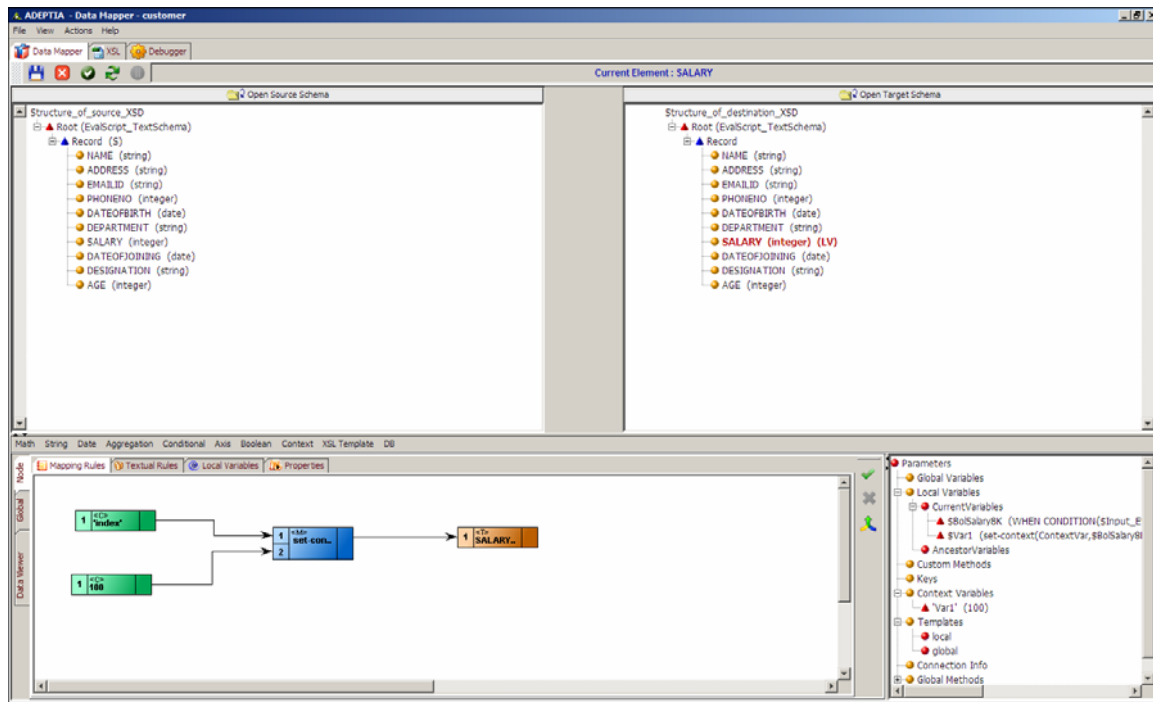 ADEPTIA - Data Mapper - customer
File View Actions Help
Data Mapper XSL Debugger
Current Element : SALARY
Open Source Schema
Open Target Schema
Structure_of_source_XSD
Root (EvalScript_TextSchema)
Record (S)
NAME (string)
ADDRESS (string)
EMAILID (string)
PHONENO (integer)
DATEOFBIRTH (date)
DEPARTMENT (string)
SALARY (integer)
DATEOFJOINING (date)
DESIGNATION (string)
AGE (integer)
Structure_of_destination_XSD
Root (EvalScript_TextSchema)
Record
NAME (string)
ADDRESS (string)
EMAILID (string)
PHONENO (integer)
DATEOFBIRTH (date)
DEPARTMENT (string)
SALARY (integer) (LV)
DATEOFJOINING (date)
DESIGNATION (string)
AGE (integer)
Math String Date Aggregation Conditional Axis Boolean Context XSL Template DB
Node
Global
Data Viewer
Mapping Rules Textual Rules Local Variables Properties
1 <C> 'index'
1 <C> 100
<M>
1 set-con..
2
1 <T> SALARY..
Parameters
Global Variables
Local Variables
CurrentVariables
$BolSalary8K (WHEN CONDITION($Input_E
$Var1 (set-context(ContextVar,$BolSalary8
AncestorVariables
Custom Methods
Keys
Context Variables
'Var1' (100)
Templates
local
global
Connection Info
Global Methods